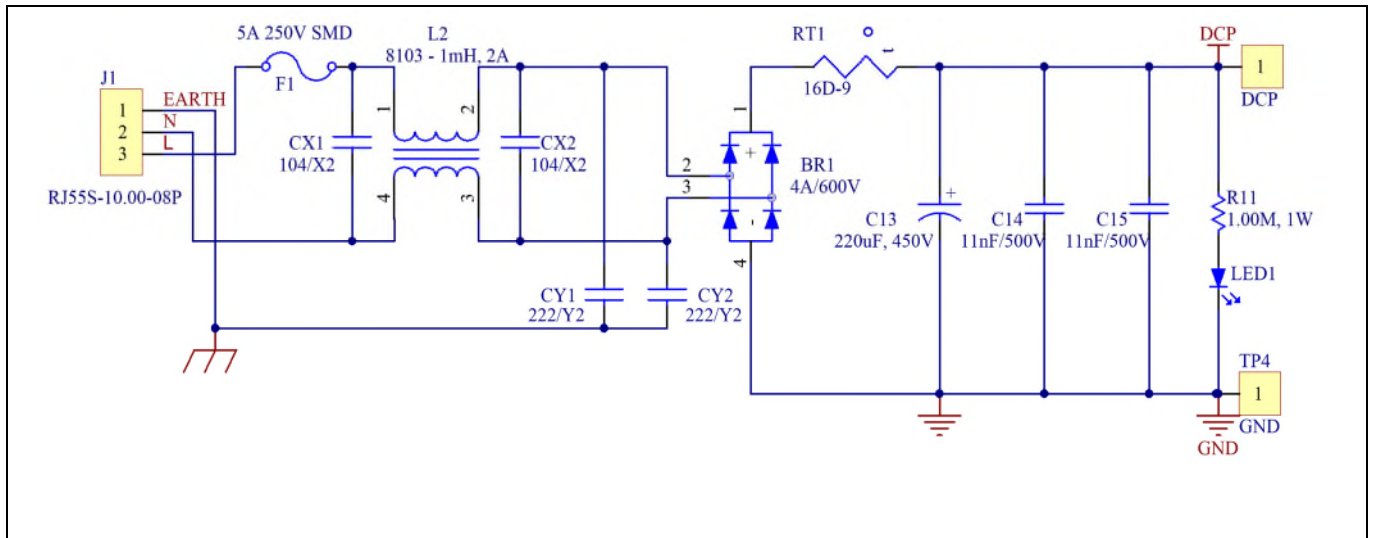 5A 250V SMD
F1
L2
8103 - 1mH, 2A
RT1
t
16D-9
DCP
1
DCP
J1
1
2
3
EARTH
N
L
RJ55S-10.00-08P
CX1
104/X2
1
2
4
3
CX2
104/X2
1
2
3
4
+
-
BR1
4A/600V
+
C13
220uF, 450V
C14
11nF/500V
C15
11nF/500V
R11
1.00M, 1W
LED1
CY1
222/Y2
CY2
222/Y2
TP4
1
GND
GND